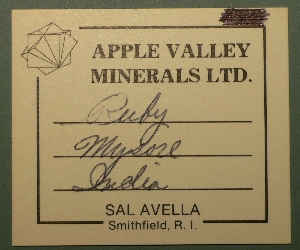 APPLE VALLEY
MINERALS LTD.
Ruby
Mysore
India
SAL AVELLA
Smithfield, R. I.